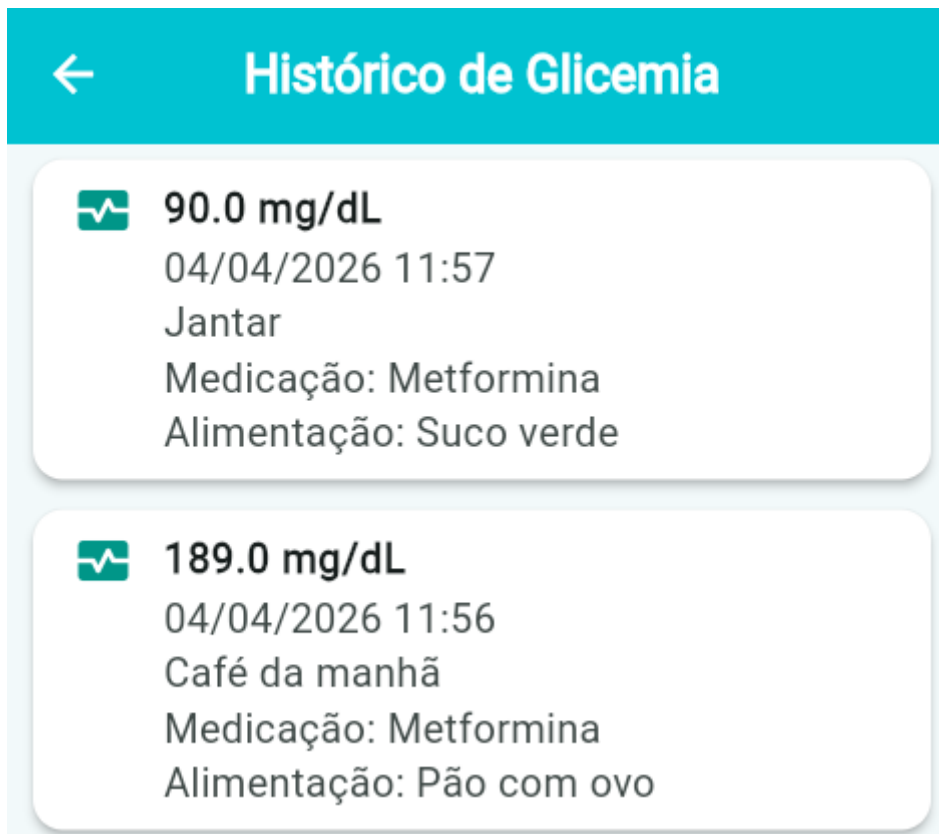 Histórico de Glicemia
90.0 mg/dL
04/04/2026 11:57
Jantar
Medicação: Metformina
Alimentação: Suco verde
189.0 mg/dL
04/04/2026 11:56
Café da manhã
Medicação: Metformina
Alimentação: Pão com ovo